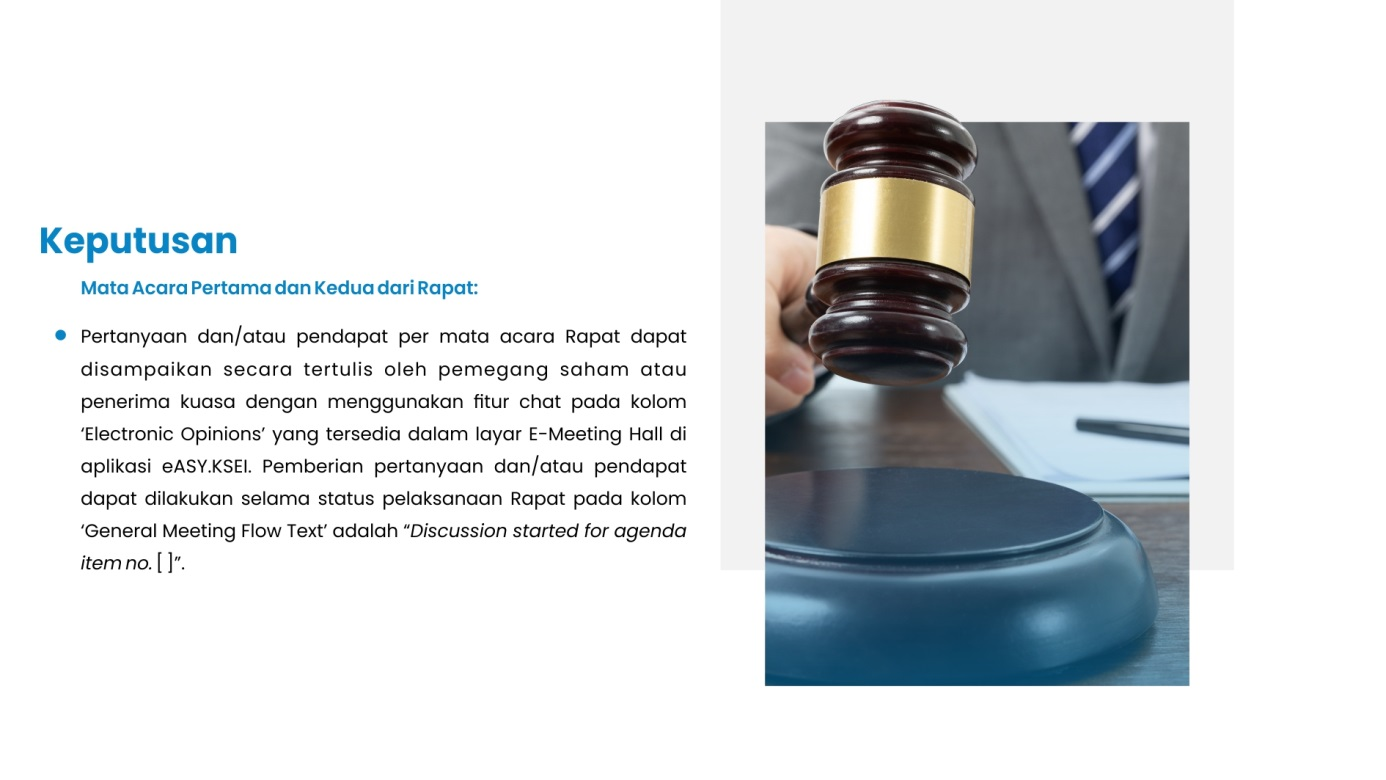 Keputusan
Mata Acara Pertama dan Kedua dari Rapat:
Pertanyaan dan/atau pendapat per mata acara Rapat dapat
disampaikan secara tertulis oleh pemegang saham atau
penerima kuasa dengan menggunakan fitur chat pada kolom
‘Electronic Opinions’ yang tersedia dalam layar E-Meeting Hall di
aplikasi eASY.KSEI. Pemberian pertanyaan dan/atau pendapat
dapat dilakukan selama status pelaksanaan Rapat pada kolom
‘General Meeting Flow Text’ adalah “Discussion started for agenda
item no. [ ]”.